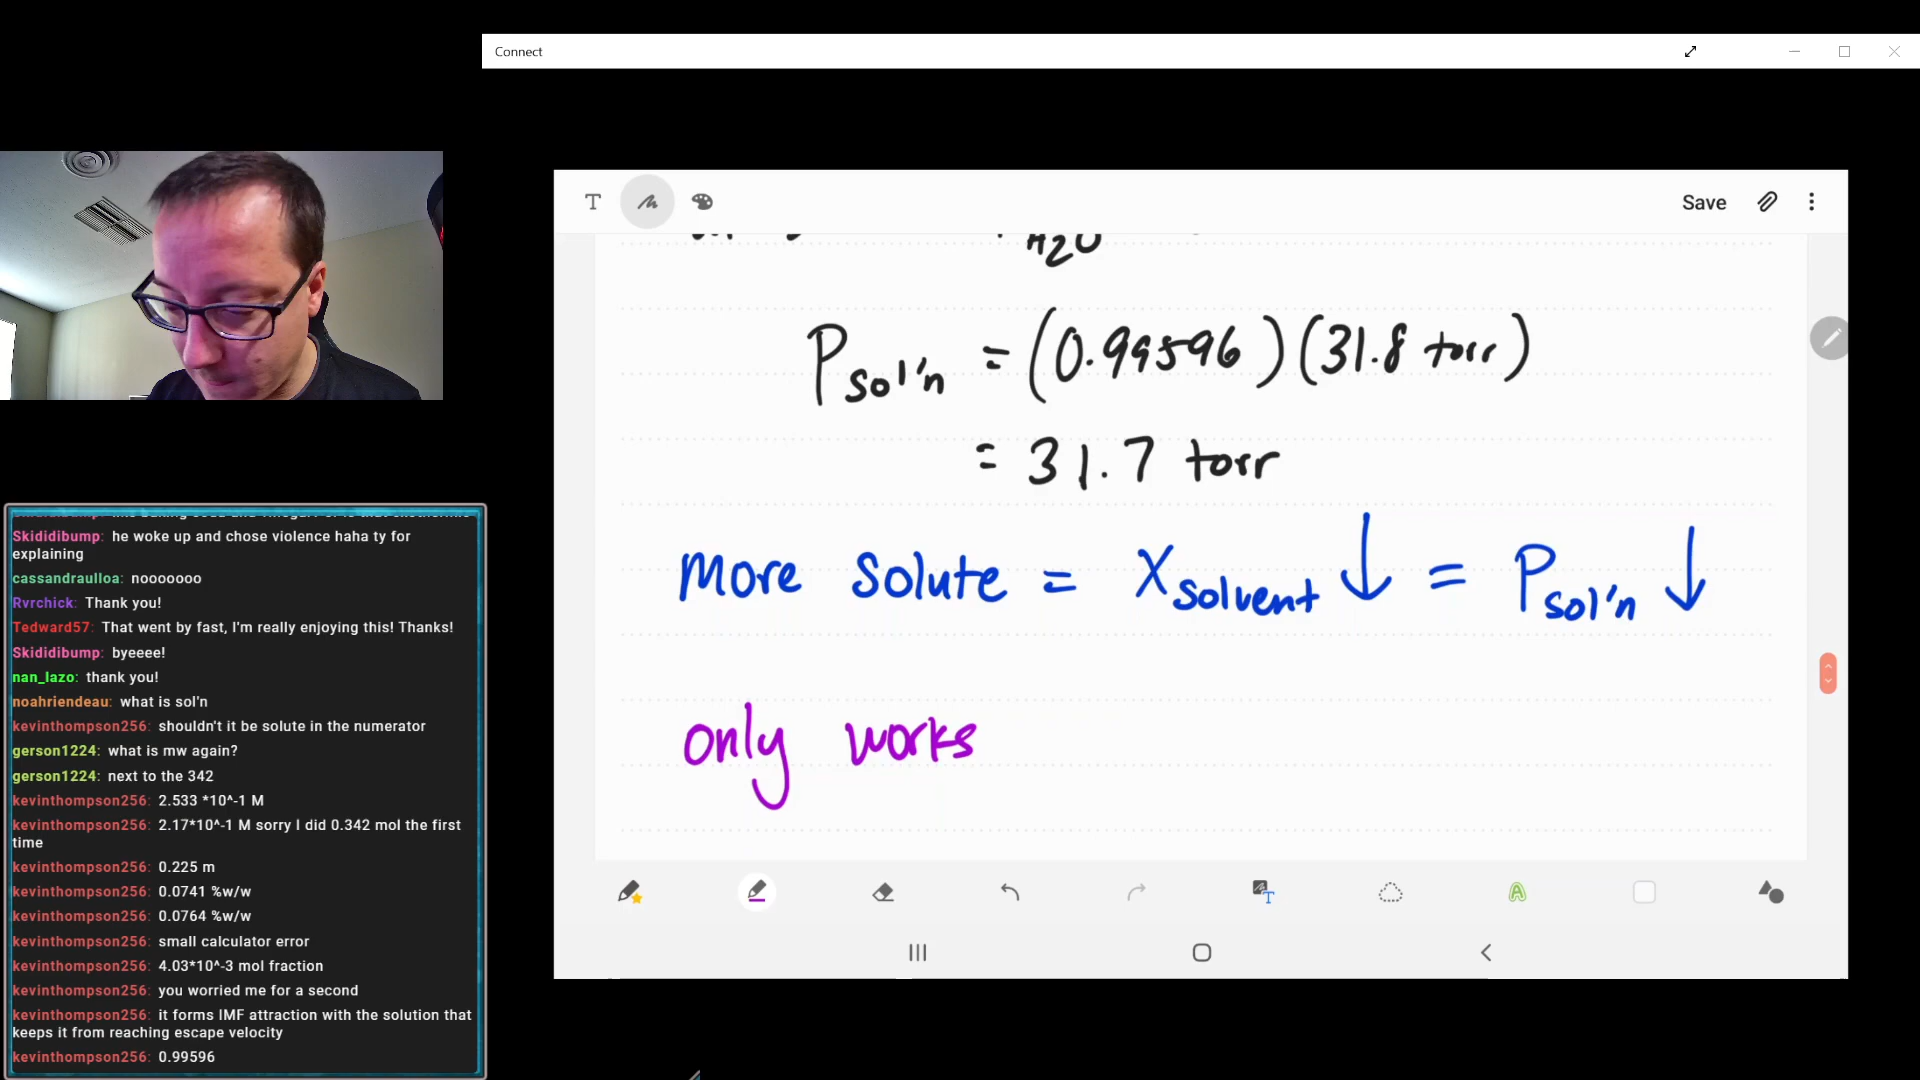 Connect
Save
H2O
Psol'n = (0.99596)(31.8 torr)
= 31.7 torr
More solute = Xsolvent ↓ = Psol'n ↓
only works
Skididibump: he woke up and chose violence haha ty for
explaining
cassandraulloa: nooooooo
Rvrchick: Thank you!
Tedward57: That went by fast, I'm really enjoying this! Thanks!
Skididibump: byeeee!
nan_lazo: thank you!
noahriendeau: what is sol'n
kevinthompson256: shouldn't it be solute in the numerator
gerson1224: what is mw again?
gerson1224: next to the 342
kevinthompson256: 2.533 *10^-1 M
kevinthompson256: 2.17*10^-1 M sorry I did 0.342 mol the first
time
kevinthompson256: 0.225 m
kevinthompson256: 0.0741 %w/w
kevinthompson256: 0.0764 %w/w
kevinthompson256: small calculator error
kevinthompson256: 4.03*10^-3 mol fraction
kevinthompson256: you worried me for a second
kevinthompson256: it forms IMF attraction with the solution that
keeps it from reaching escape velocity
kevinthompson256: 0.99596